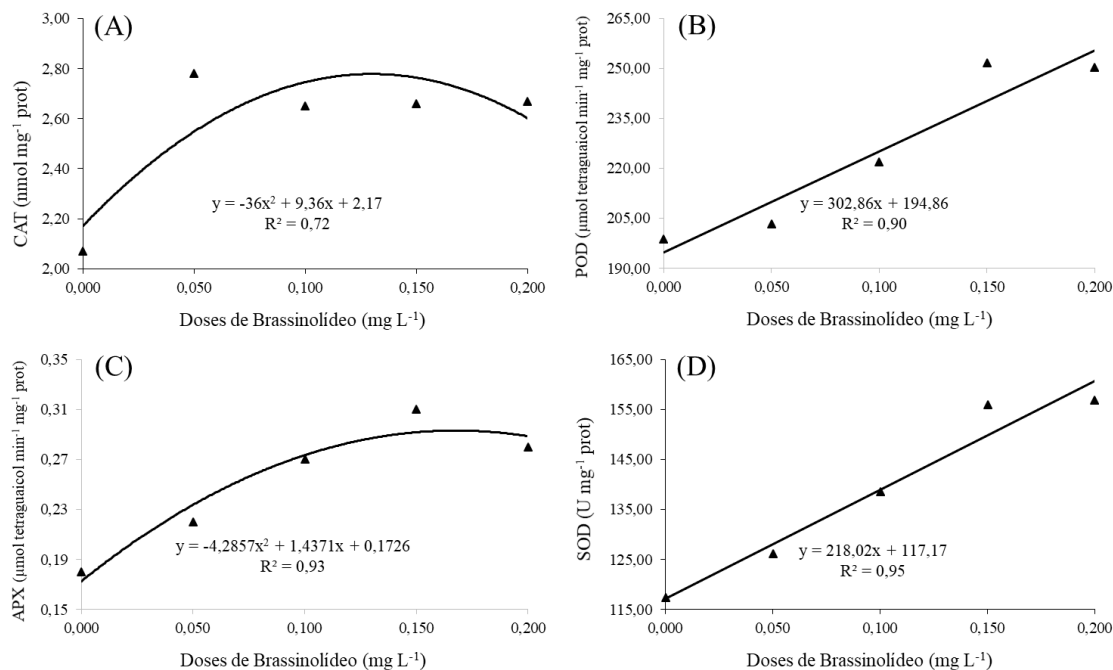 (A)
3,00
2,80
2,60
2,40
2,20
2,00
CAT (nmol mg⁻¹ prot)
y = -36x² + 9,36x + 2,17
R² = 0,72
0,000 0,050 0,100 0,150 0,200
Doses de Brassinolídeo (mg L⁻¹)
(B)
265,00
250,00
235,00
220,00
205,00
190,00
POD (µmol tetraguaicol min⁻¹ mg⁻¹ prot)
y = 302,86x + 194,86
R² = 0,90
0,000 0,050 0,100 0,150 0,200
Doses de Brassinolídeo (mg L⁻¹)
(C)
0,35
0,31
0,27
0,23
0,19
0,15
APX (µmol tetraguaicol min⁻¹ mg⁻¹ prot)
y = -4,2857x² + 1,4371x + 0,1726
R² = 0,93
0,000 0,050 0,100 0,150 0,200
Doses de Brassinolídeo (mg L⁻¹)
(D)
165,00
155,00
145,00
135,00
125,00
115,00
SOD (U mg⁻¹ prot)
y = 218,02x + 117,17
R² = 0,95
0,000 0,050 0,100 0,150 0,200
Doses de Brassinolídeo (mg L⁻¹)